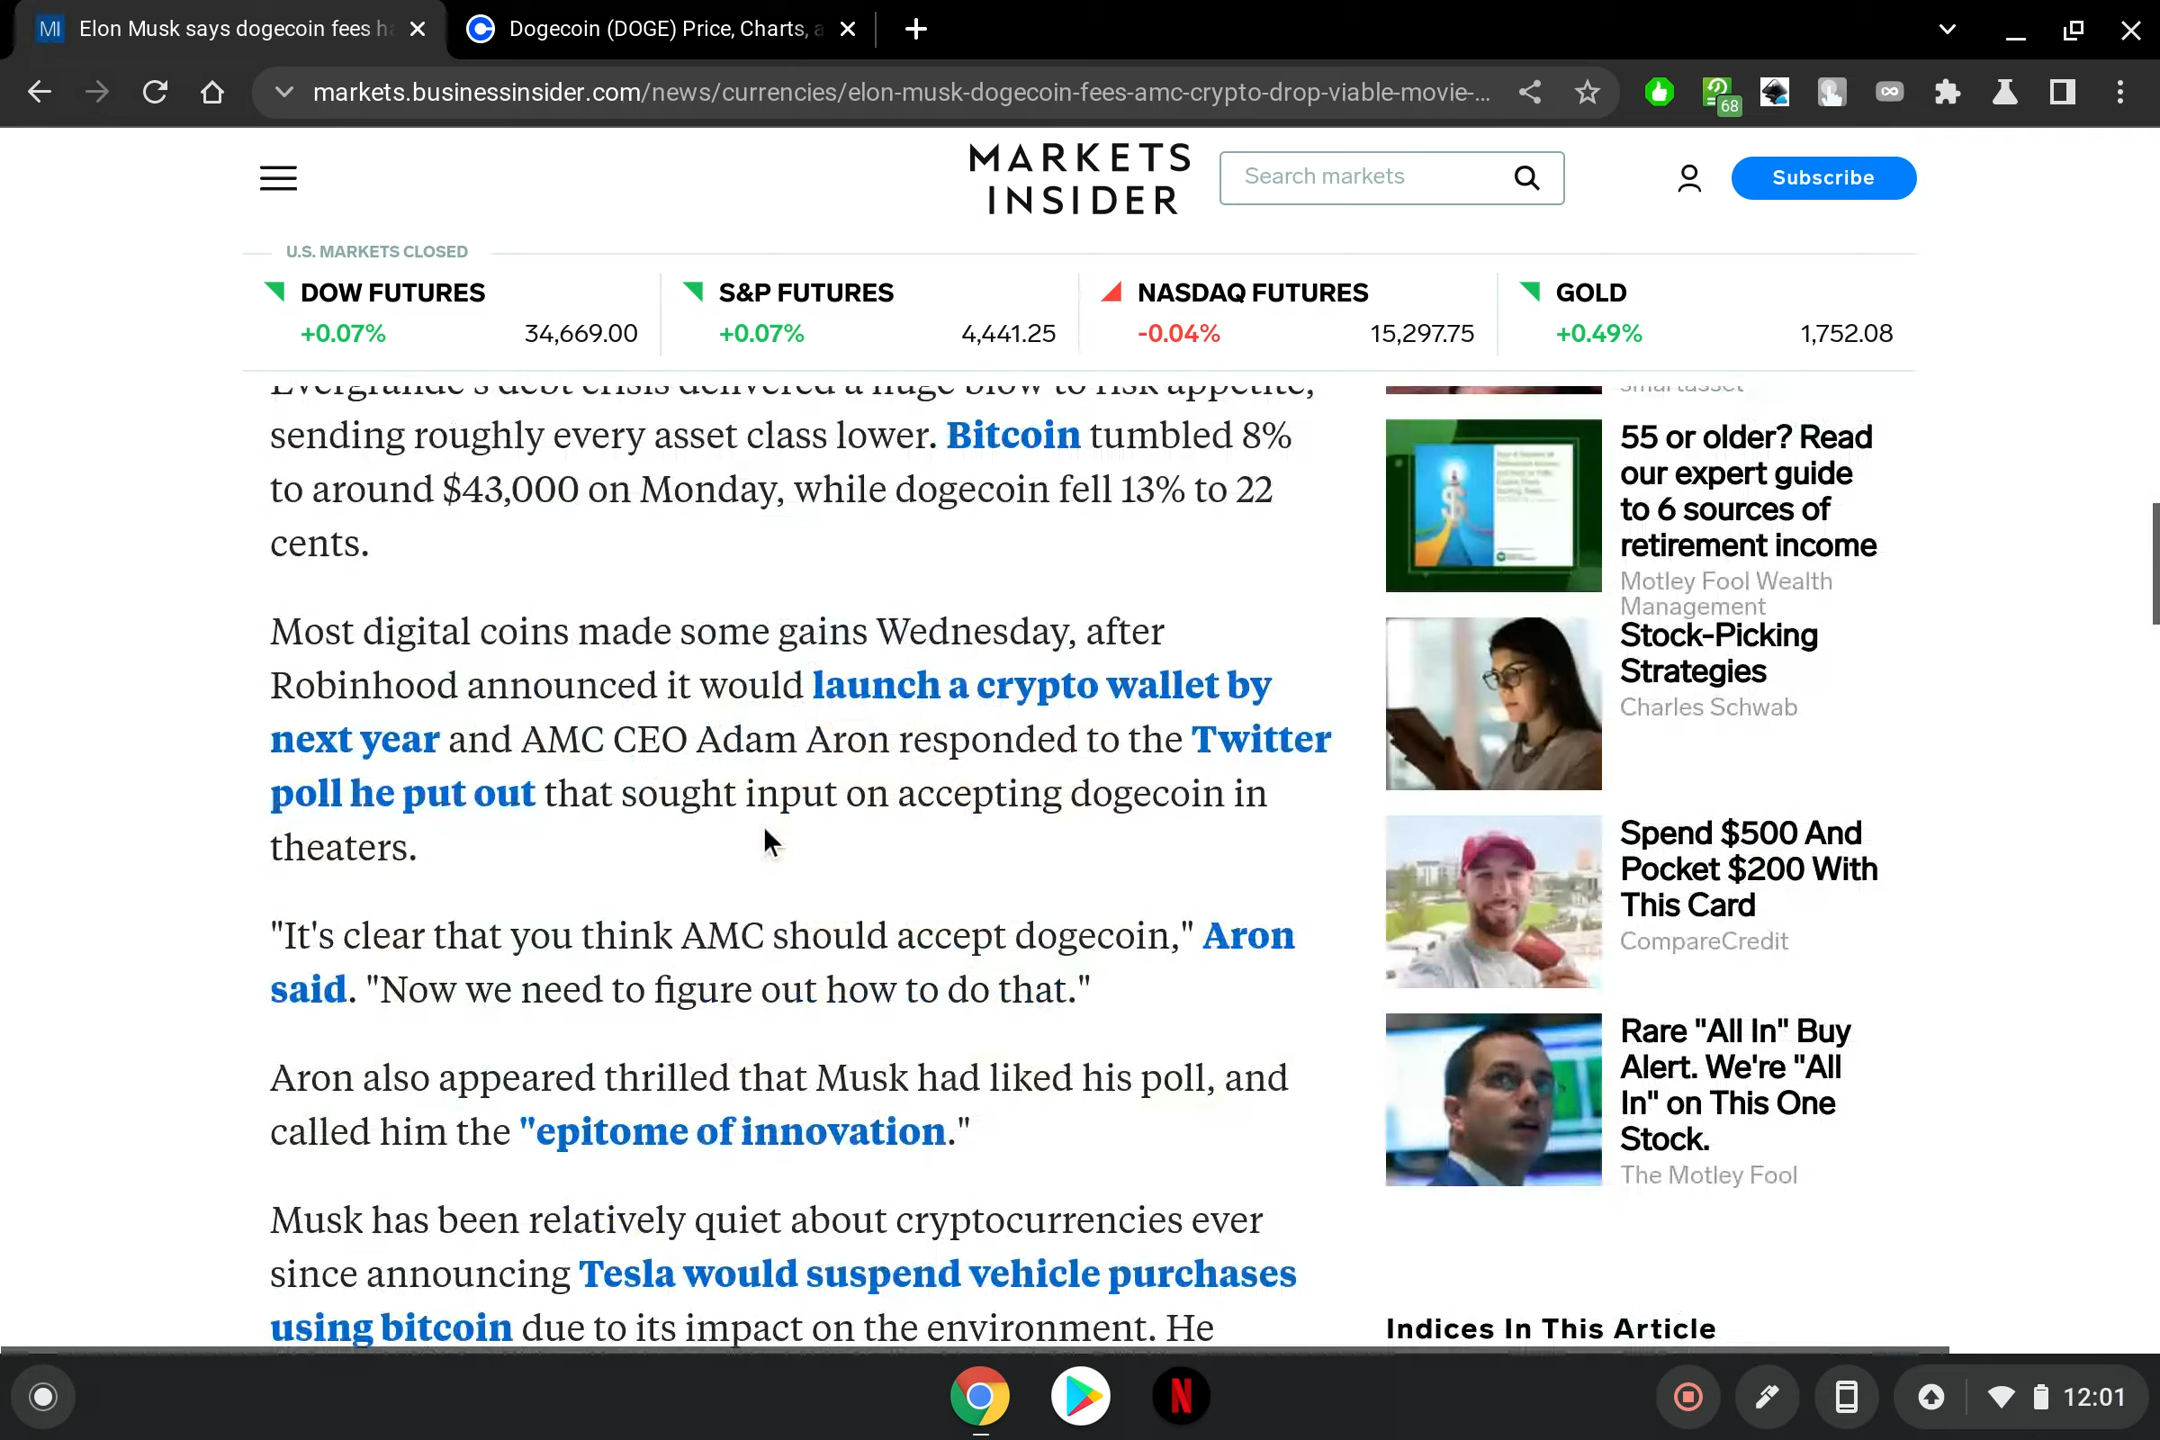 MI Elon Musk says dogecoin fees ha
Dogecoin (DOGE) Price, Charts, a
markets.businessinsider.com/news/currencies/elon-musk-dogecoin-fees-amc-crypto-drop-viable-movie-...
68
MARKETS
INSIDER
Search markets
Subscribe
U.S. MARKETS CLOSED
DOW FUTURES
+0.07% 34,669.00
S&P FUTURES
+0.07% 4,441.25
NASDAQ FUTURES
-0.04% 15,297.75
GOLD
+0.49% 1,752.08
Evergrande's debt crisis delivered a huge blow to risk appetite,
sending roughly every asset class lower. Bitcoin tumbled 8%
to around $43,000 on Monday, while dogecoin fell 13% to 22
cents.
Most digital coins made some gains Wednesday, after
Robinhood announced it would launch a crypto wallet by
next year and AMC CEO Adam Aron responded to the Twitter
poll he put out that sought input on accepting dogecoin in
theaters.
"It's clear that you think AMC should accept dogecoin," Aron
said. "Now we need to figure out how to do that."
Aron also appeared thrilled that Musk had liked his poll, and
called him the "epitome of innovation."
Musk has been relatively quiet about cryptocurrencies ever
since announcing Tesla would suspend vehicle purchases
using bitcoin due to its impact on the environment. He
smartasset
55 or older? Read
our expert guide
to 6 sources of
retirement income
Motley Fool Wealth
Management
Stock-Picking
Strategies
Charles Schwab
Spend $500 And
Pocket $200 With
This Card
CompareCredit
Rare "All In" Buy
Alert. We're "All
In" on This One
Stock.
The Motley Fool
Indices In This Article
N
12:01